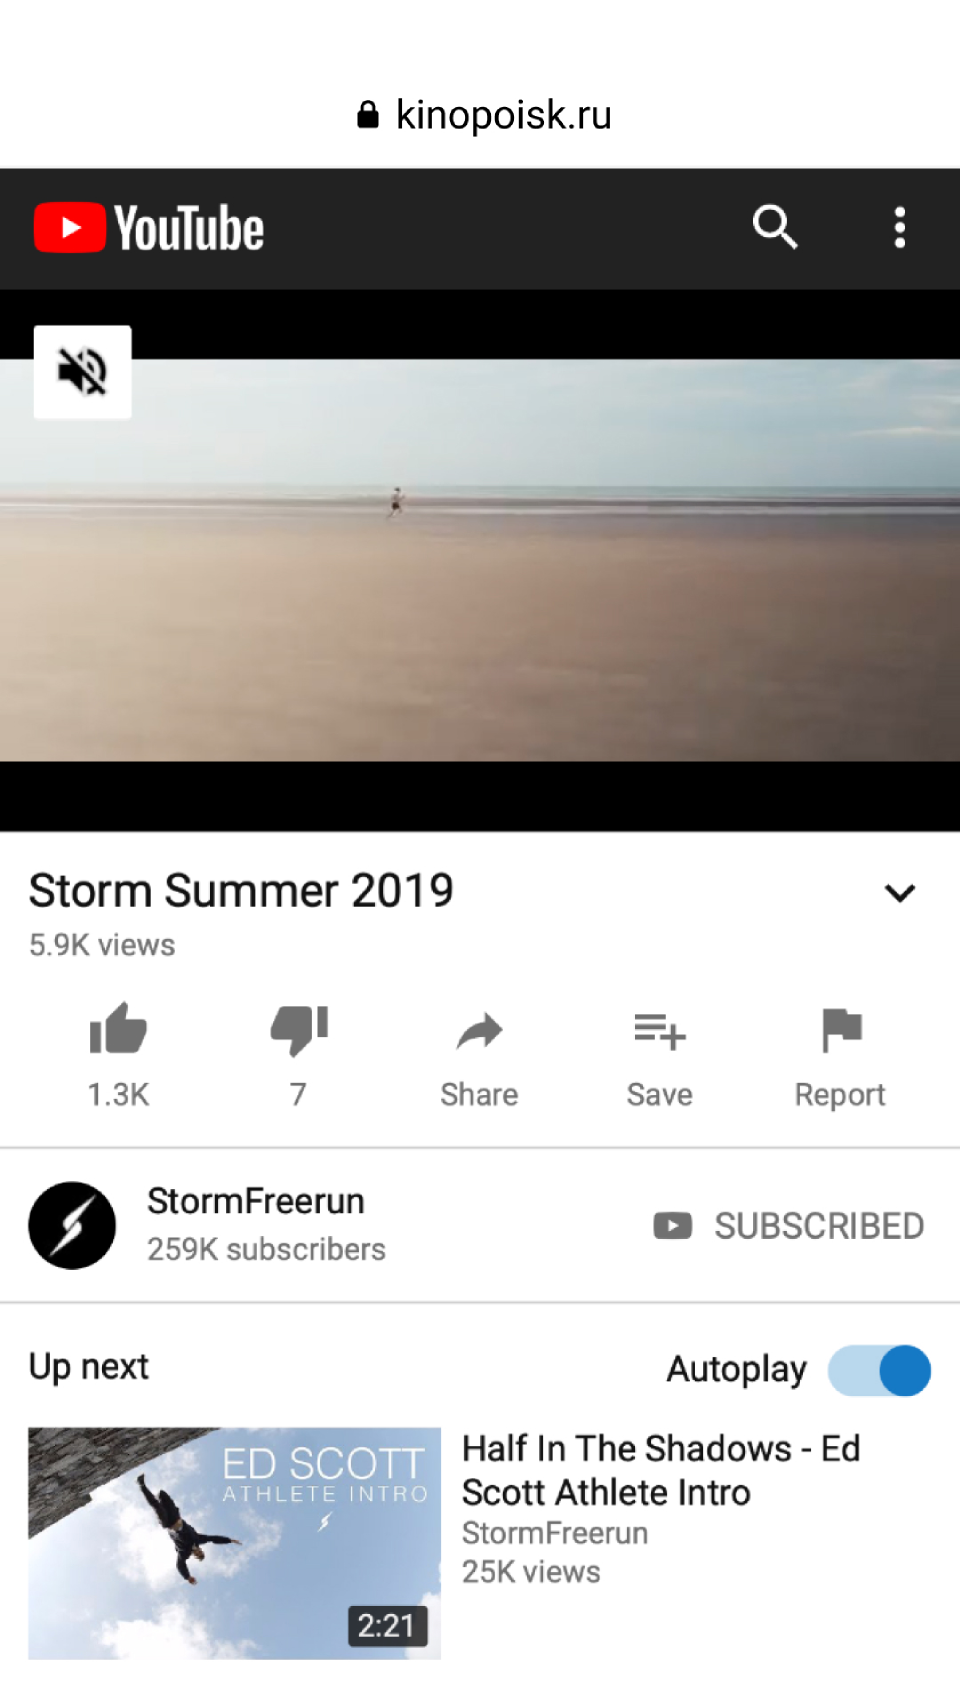 kinopoisk.ru
YouTube
Storm Summer 2019
5.9K views
1.3K
7
Share
Save
Report
StormFreerun
259K subscribers
SUBSCRIBED
Up next
Autoplay
ED SCOTT
ATHLETE INTRO
2:21
Half In The Shadows - Ed
Scott Athlete Intro
StormFreerun
25K views